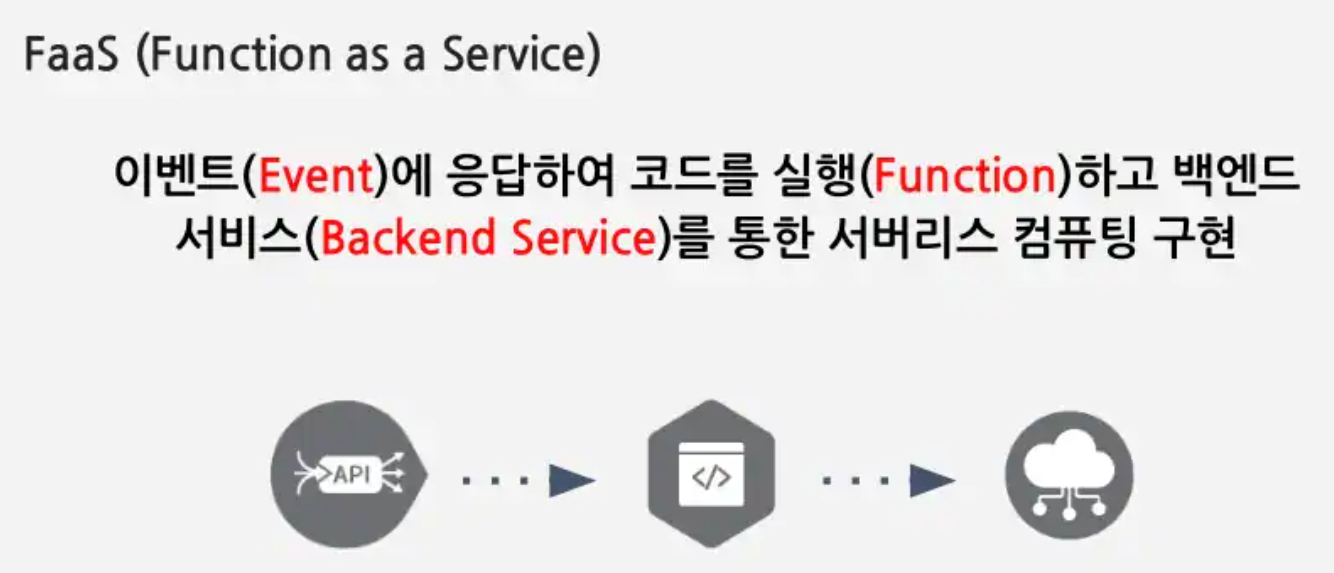 FaaS (Function as a Service)
이벤트(Event)에 응답하여 코드를 실행(Function)하고 백엔드
서비스(Backend Service)를 통한 서버리스 컴퓨팅 구현
>API
</>